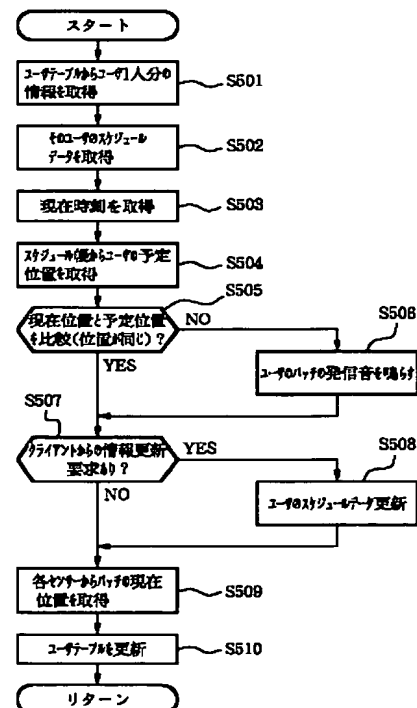 スタート
ユーザテーブルからユーザ1人分の
情報を取得
S501
そのユーザのスケジュール
データを取得
S502
現在時刻を取得
S503
スケジュール
からユーザの予定
位置を取得
S504
S505
現在位置と予定位置
を比較(位置が同じ)?
NO
YES
S506
ユーザのバッチの発信音を鳴らす
S507
クライアントからの情報更新
要求あり?
YES
NO
S508
ユーザのスケジュールデータ更新
各センサーからバッチの現在
位置を取得
S509
ユーザテーブルを更新
S510
リターン